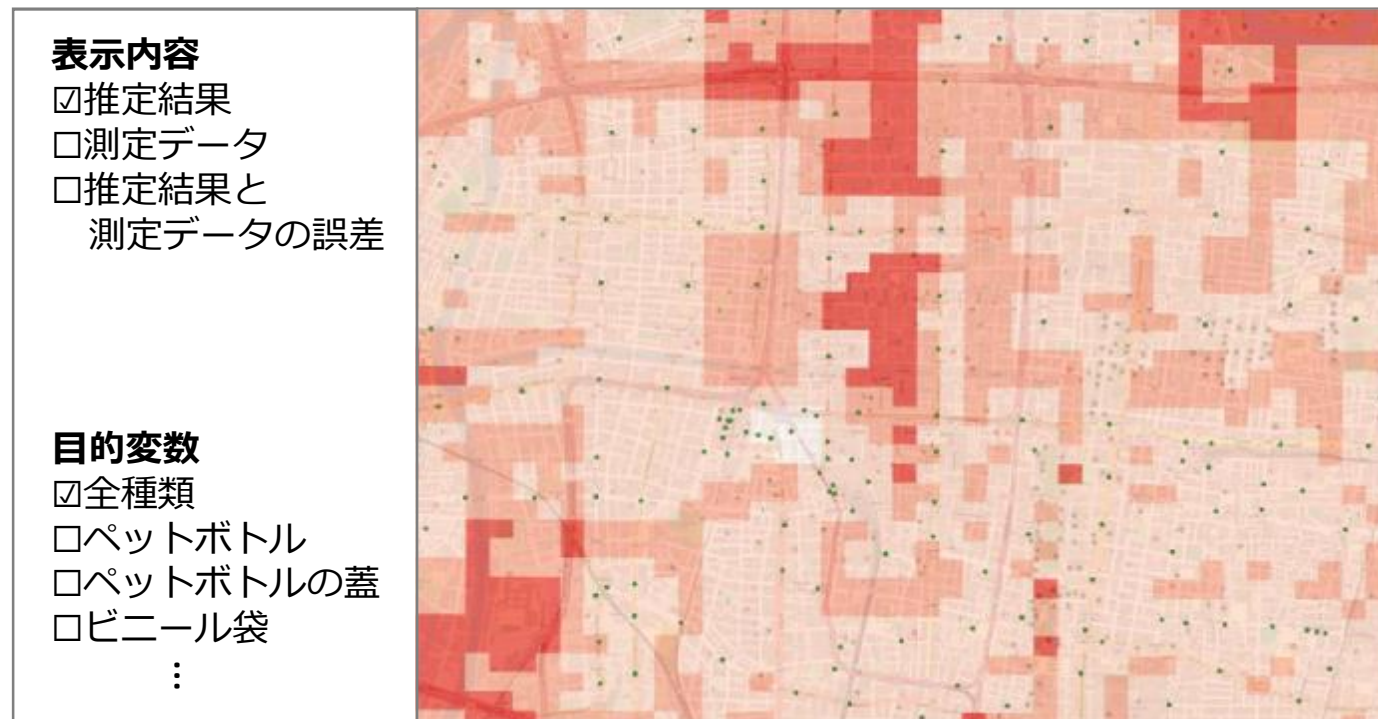 表示内容
☑推定結果
☐測定データ
☐推定結果と
測定データの誤差
目的変数
☑全種類
☐ペットボトル
☐ペットボトルの蓋
☐ビニール袋
⋮